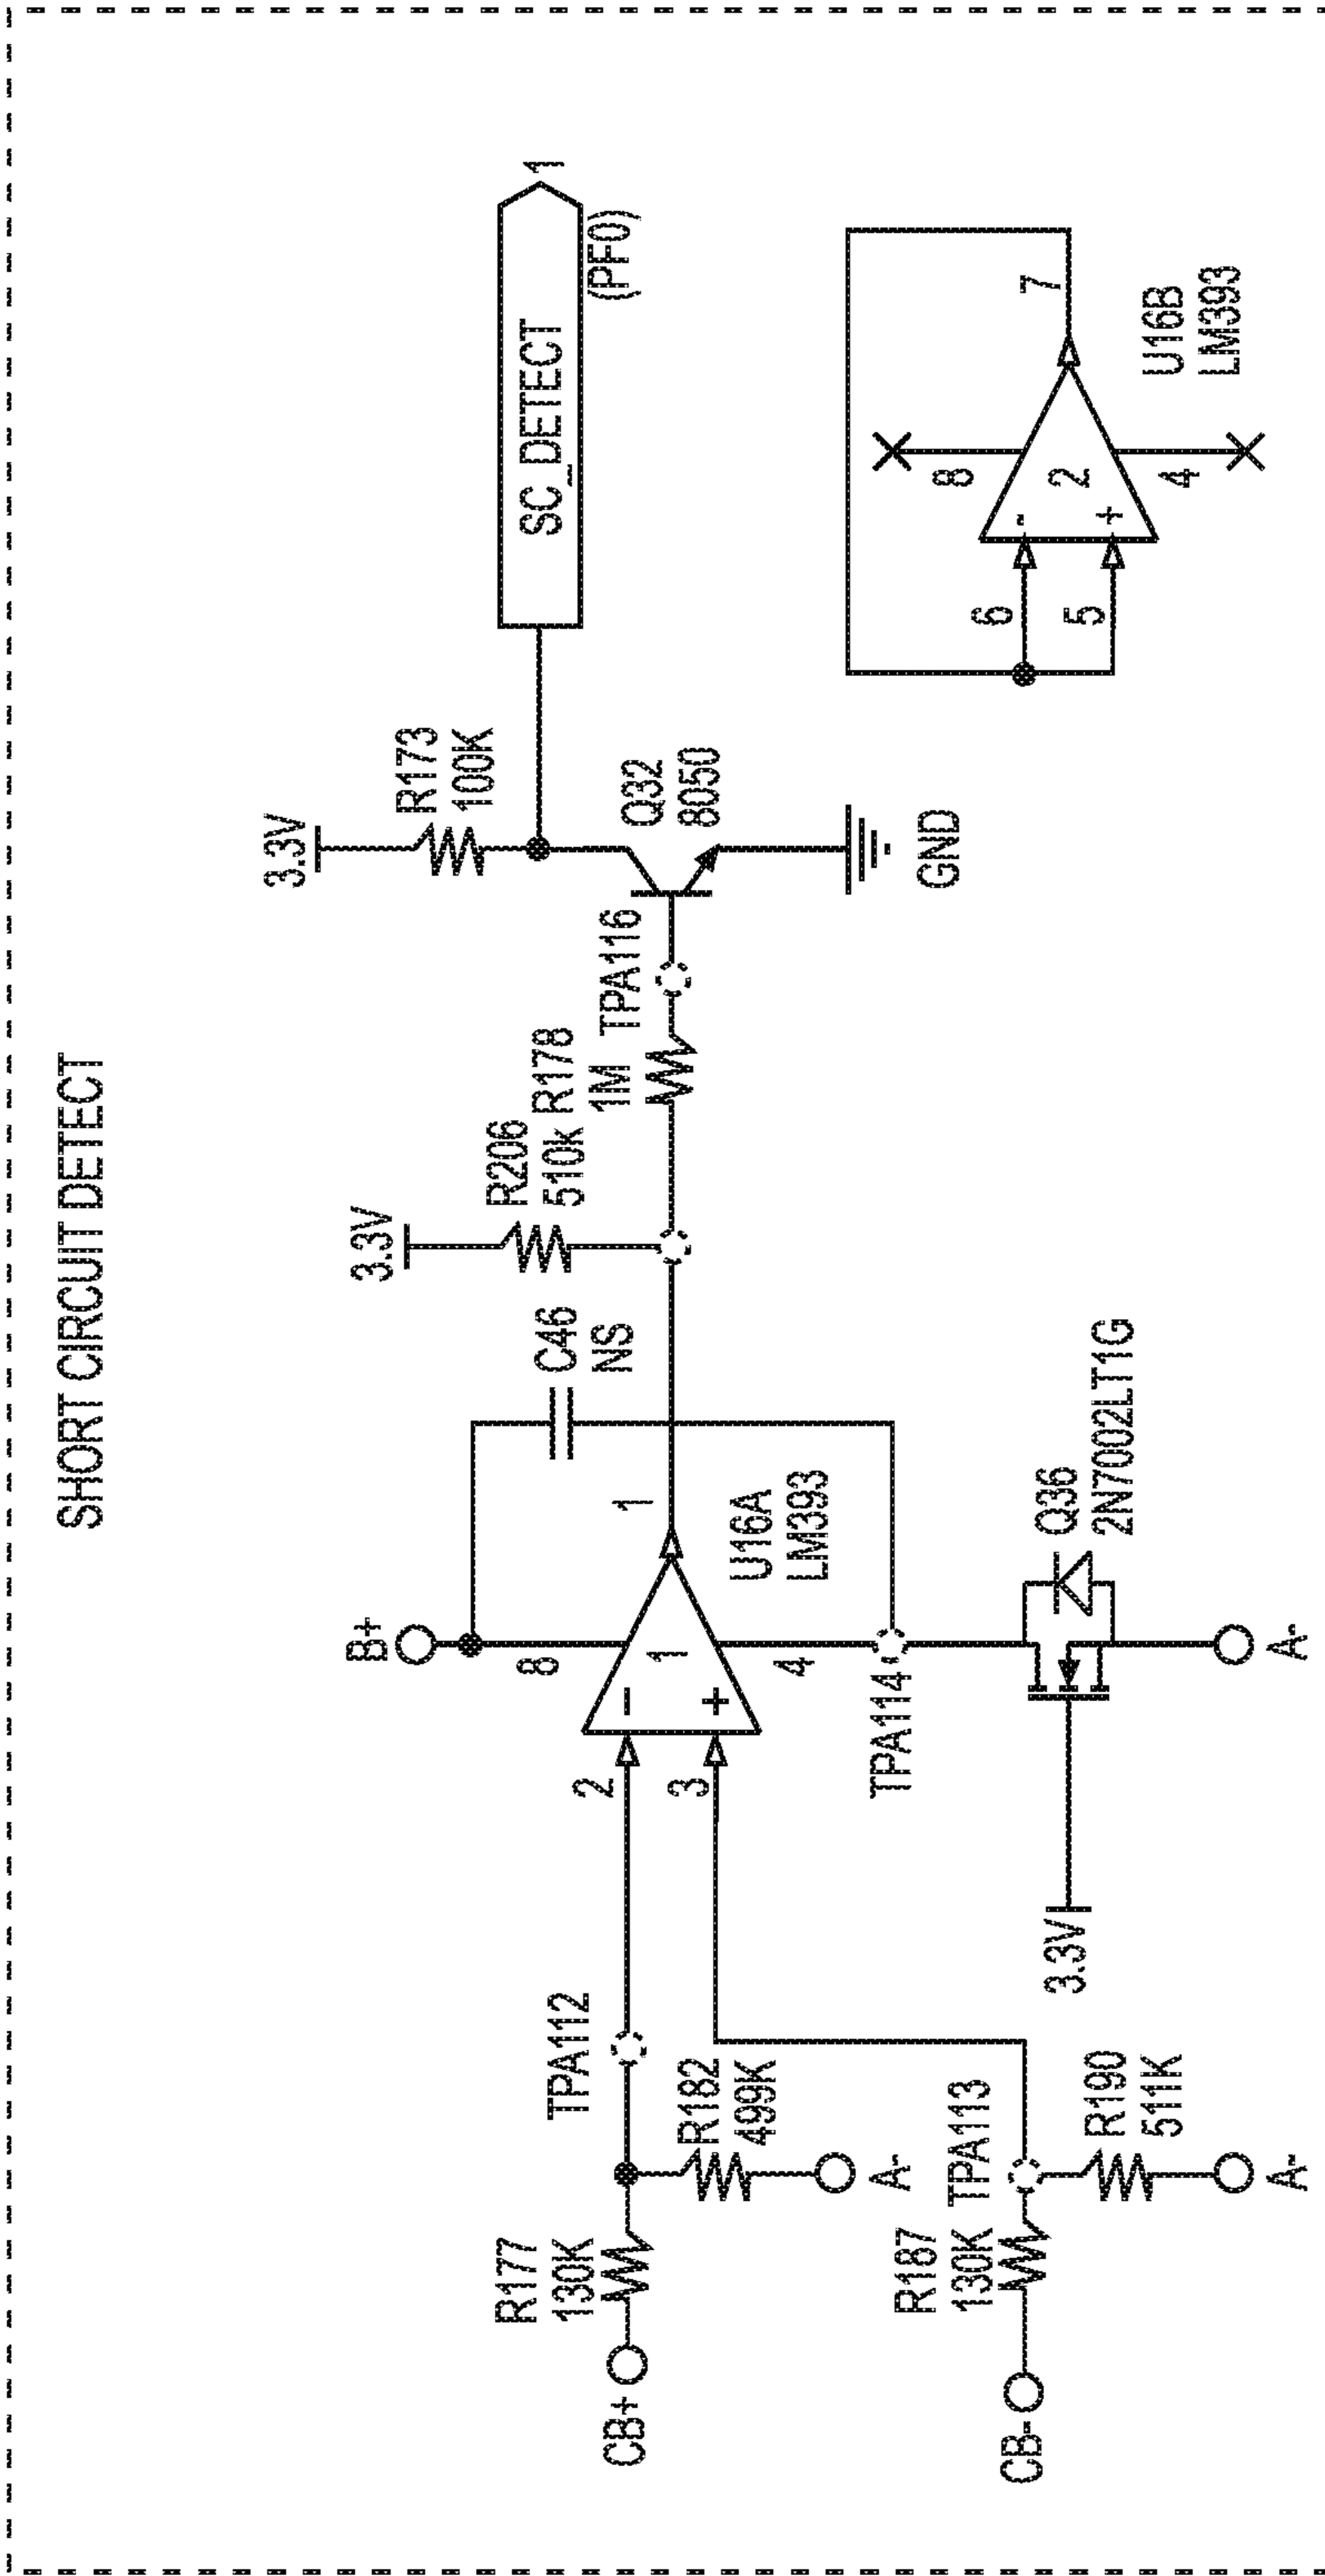 SHORT CIRCUIT DETECT
3.3V
R173
100K
SC_DETECT
1
(PF0)
3.3V
R206
510k
R178
1M
TPA116
Q32
8050
GND
B+
C46
NS
8
1
1
U16A
LM393
2
3
4
TPA114
CB+
R177
130K
TPA112
R182
499K
A-
CB-
R187
130K
TPA113
R190
511K
A-
3.3V
Q36
2N7002LT1G
A-
8
6
5
-
+
2
4
7
U16B
LM393